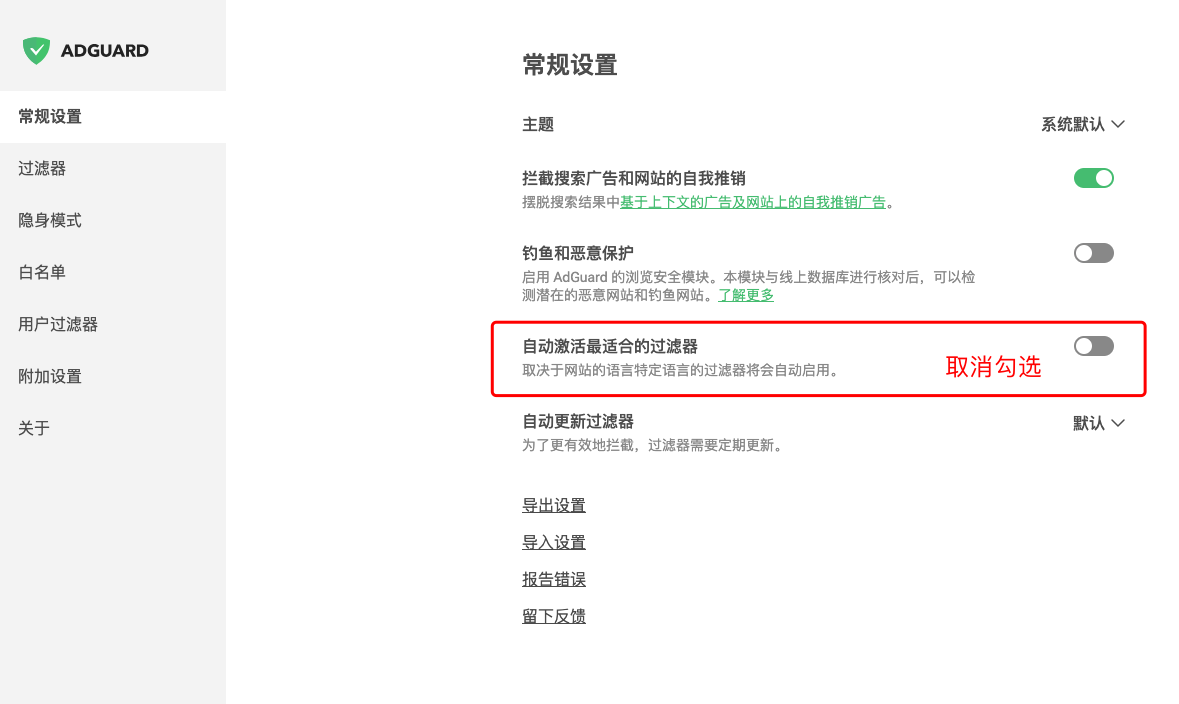 ADGUARD
常规设置
过滤器
隐身模式
白名单
用户过滤器
附加设置
关于
常规设置
主题
系统默认
拦截搜索广告和网站的自我推销
摆脱搜索结果中基于上下文的广告及网站上的自我推销广告。
钓鱼和恶意保护
启用 AdGuard 的浏览安全模块。本模块与线上数据库进行核对后，可以检
测潜在的恶意网站和钓鱼网站。了解更多
自动激活最适合的过滤器
取决于网站的语言特定语言的过滤器将会自动启用。
取消勾选
自动更新过滤器
默认
为了更有效地拦截，过滤器需要定期更新。
导出设置
导入设置
报告错误
留下反馈